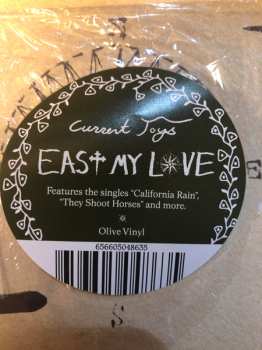 Current Joys
EAST MY LOVE
Features the singles "California Rain",
"They Shoot Horses" and more.
Olive Vinyl
656605048635
E
S